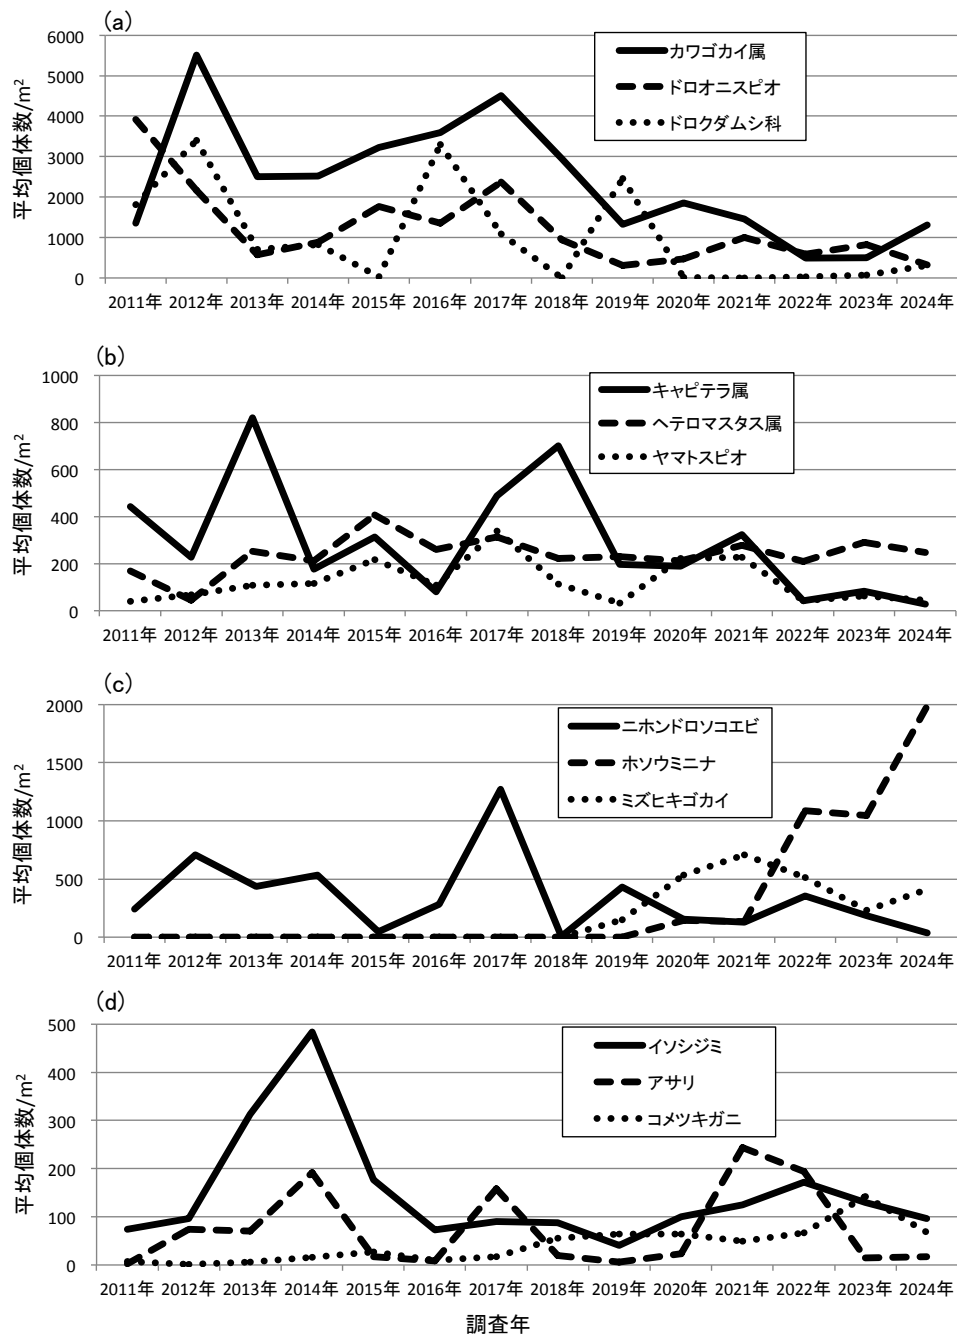 (a)
平均個体数/m²
6000
5000
4000
3000
2000
1000
0
カワゴカイ属
ドロオニスピオ
ドロクダムシ科
2011年 2012年 2013年 2014年 2015年 2016年 2017年 2018年 2019年 2020年 2021年 2022年 2023年 2024年
(b)
平均個体数/m²
1000
800
600
400
200
0
キャピテラ属
ヘテロマスタス属
ヤマトスピオ
2011年 2012年 2013年 2014年 2015年 2016年 2017年 2018年 2019年 2020年 2021年 2022年 2023年 2024年
(c)
平均個体数/m²
2000
1500
1000
500
0
ニホンドロソコエビ
ホソウミニナ
ミズヒキゴカイ
2011年 2012年 2013年 2014年 2015年 2016年 2017年 2018年 2019年 2020年 2021年 2022年 2023年 2024年
(d)
平均個体数/m²
500
400
300
200
100
0
イソシジミ
アサリ
コメツキガニ
2011年 2012年 2013年 2014年 2015年 2016年 2017年 2018年 2019年 2020年 2021年 2022年 2023年 2024年
調査年